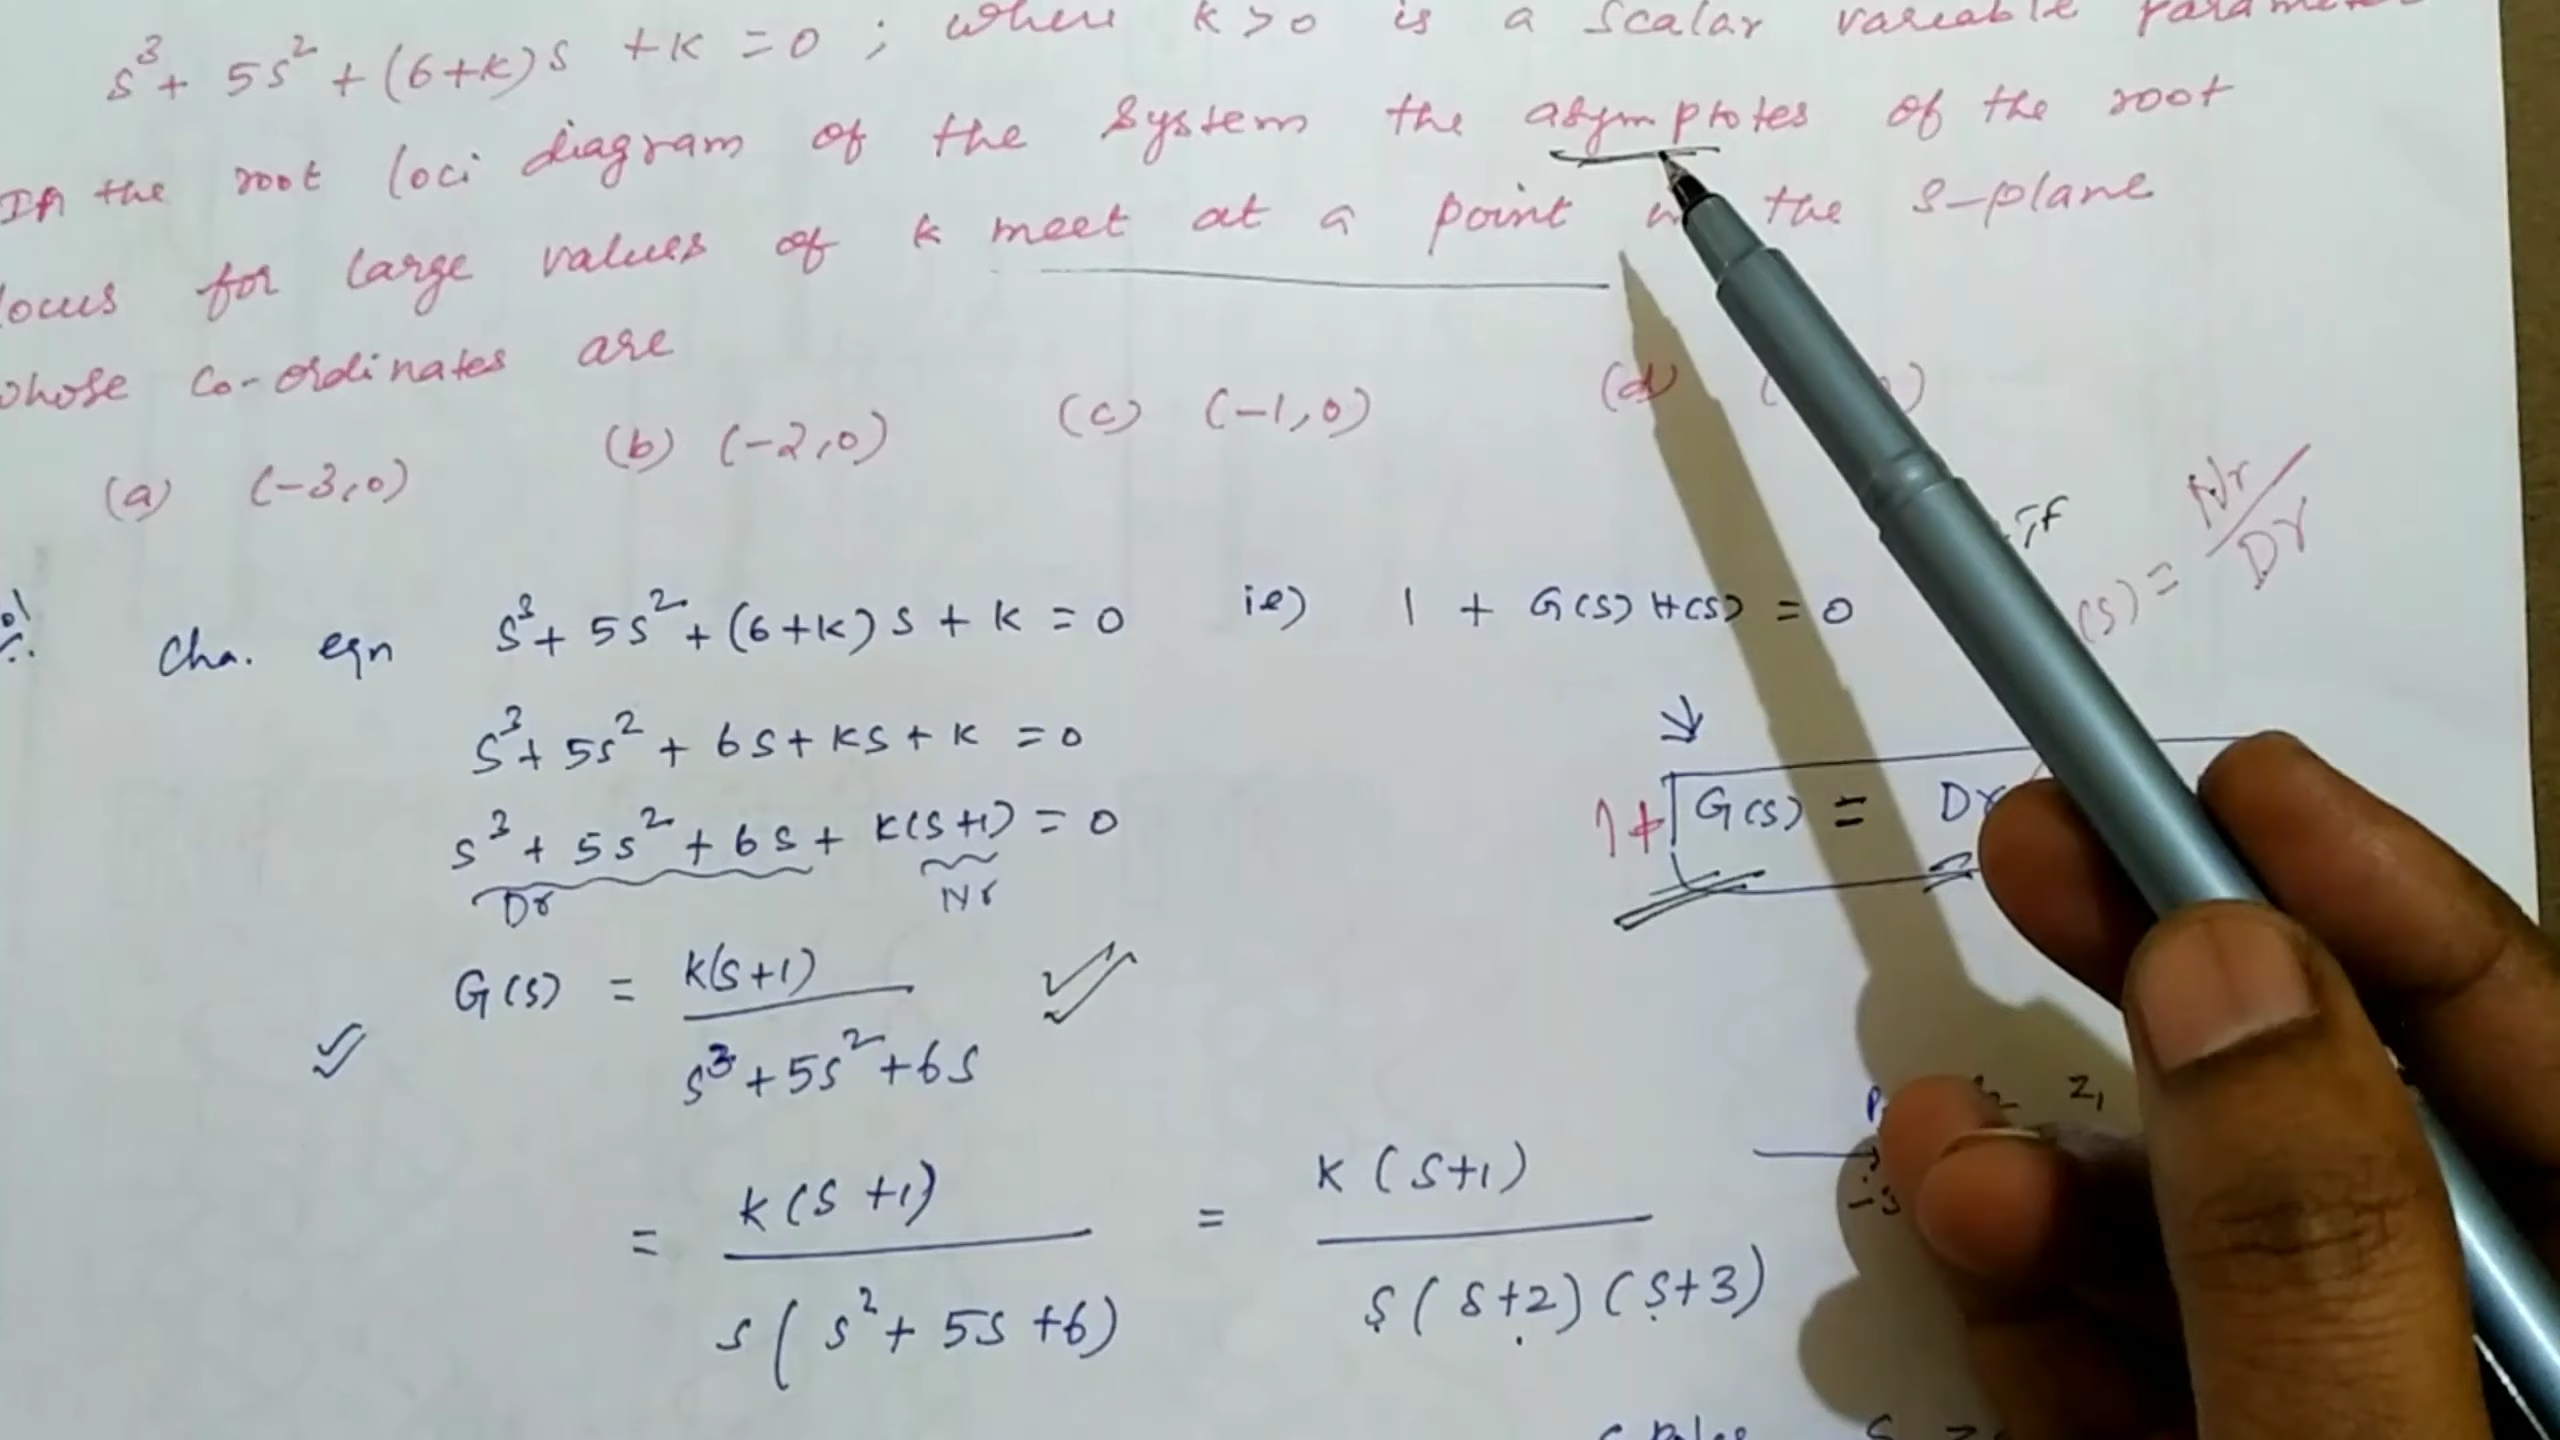 s³ + 5s² + (6+k)s + k = 0 ; where k > 0 is a scalar variable
In the root loci diagram of the system the asymptotes of the root
locus for large values of k meet at a point the s-plane
whose co-ordinates are
(a) (-3,0) (b) (-2,0) (c) (-1,0) (d)
Cha. eqn s³ + 5s² + (6+k)s + k = 0 ie) 1 + G(s)H(s) = 0
T.F
(s) = Nr/Dr
s³ + 5s² + 6s + ks + k = 0
s³ + 5s² + 6s + k(s+1) = 0
Dr Nr
1 + G(s) = Dr
G(s) = k(s+1)
s³ + 5s² + 6s
z₁
= k(s+1) = k(s+1)
s(s² + 5s + 6) s(s+2)(s+3)